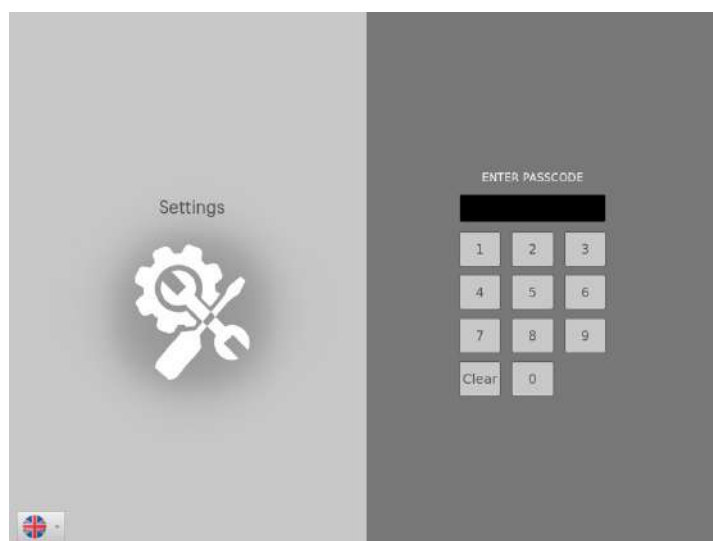 Settings
ENTER PASSCODE
1 2 3
4 5 6
7 8 9
Clear 0